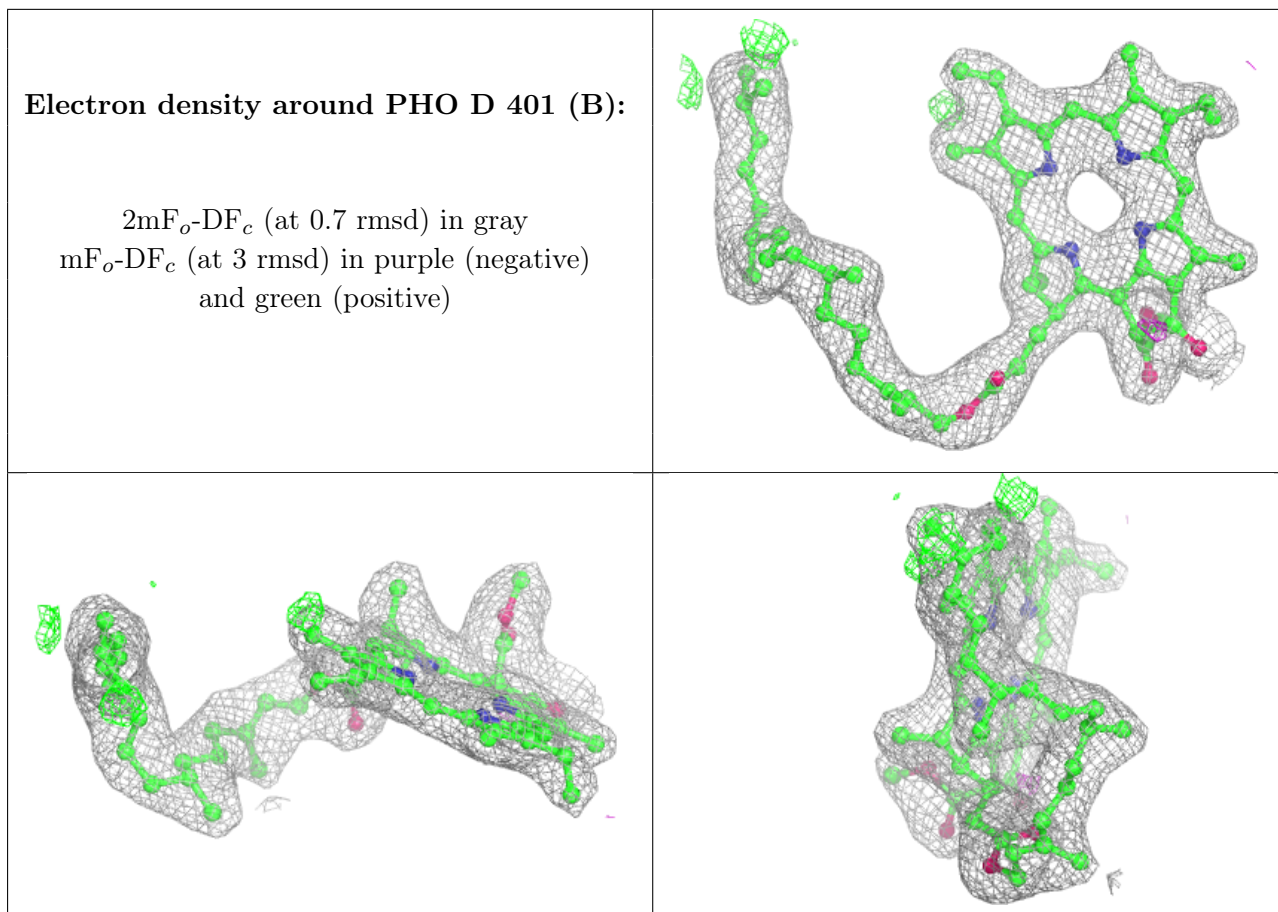 Electron density around PHO D 401 (B):
2mFo-DFc (at 0.7 rmsd) in gray
mFo-DFc (at 3 rmsd) in purple (negative)
and green (positive)